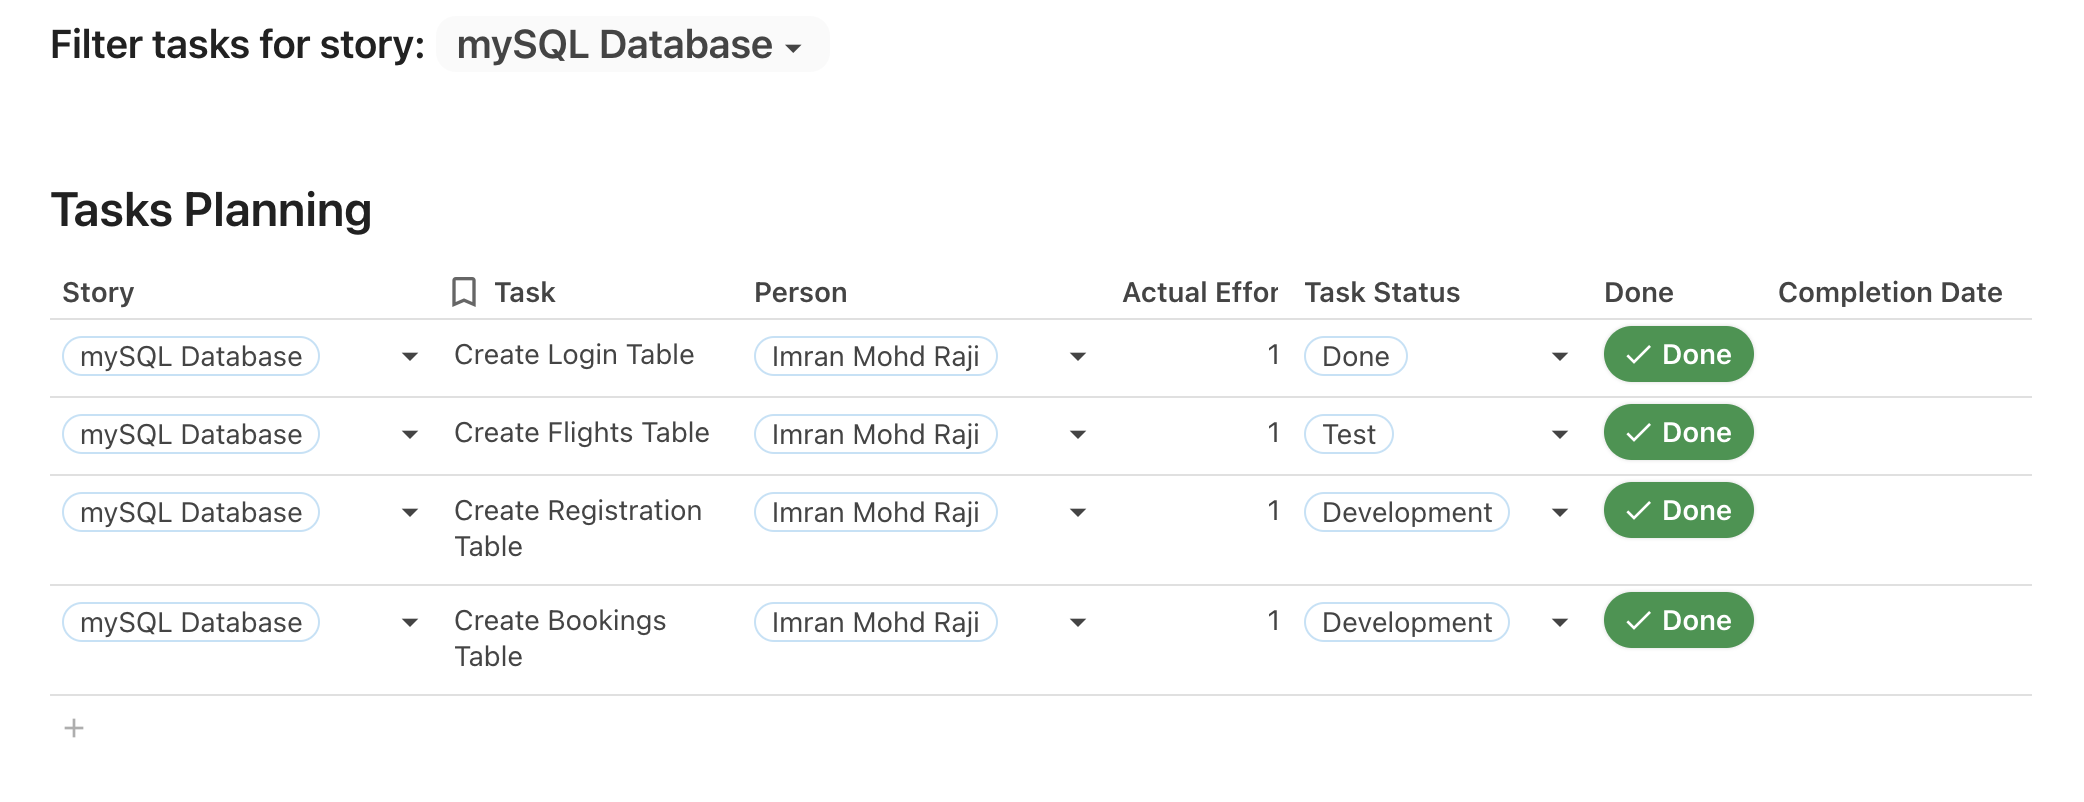 Filter tasks for story: mySQL Database
Tasks Planning
Story Task Person Actual Effor Task Status Done Completion Date
mySQL Database Create Login Table Imran Mohd Raji 1 Done Done
mySQL Database Create Flights Table Imran Mohd Raji 1 Test Done
mySQL Database Create Registration Imran Mohd Raji 1 Development Done
Table
mySQL Database Create Bookings Imran Mohd Raji 1 Development Done
Table